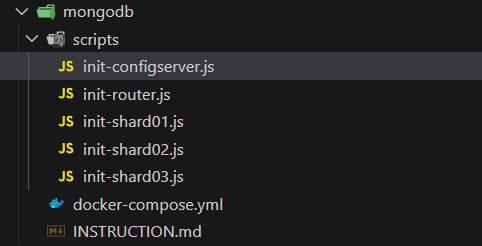 mongodb
scripts
JS init-configserver.js
JS init-router.js
JS init-shard01.js
JS init-shard02.js
JS init-shard03.js
docker-compose.yml
M INSTRUCTION.md